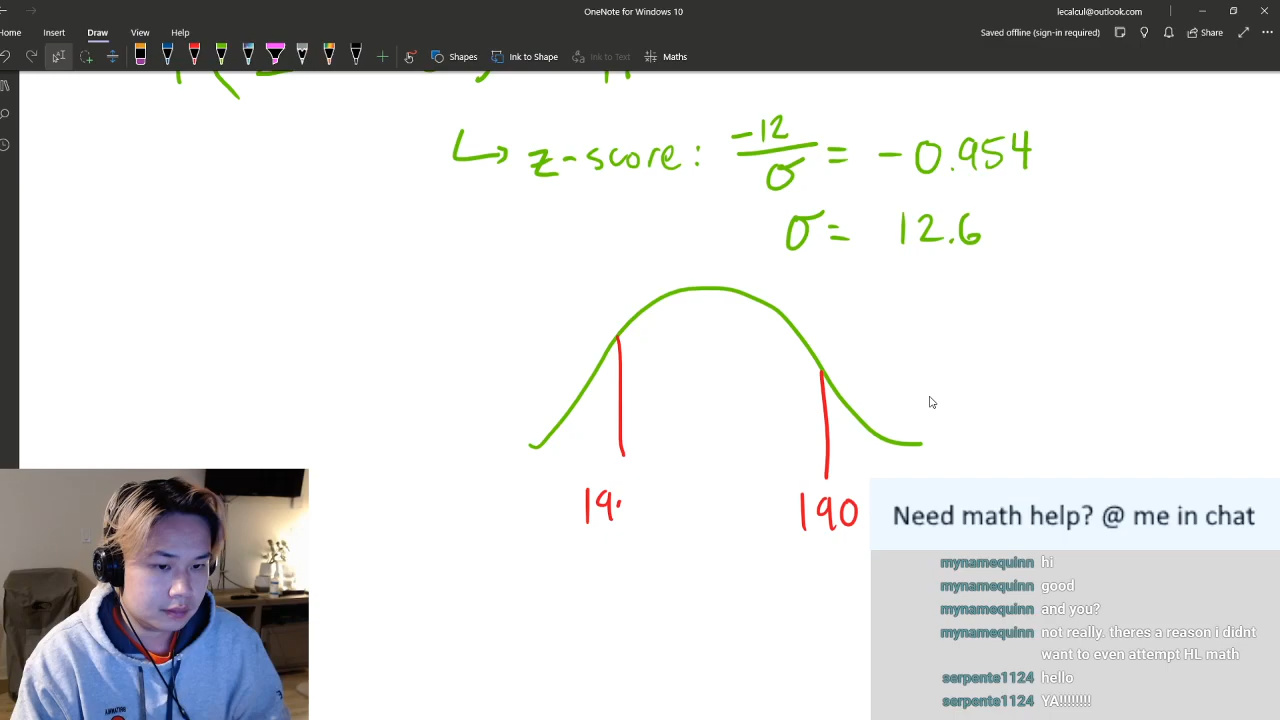 OneNote for Windows 10
lecalcul@outlook.com
Home Insert Draw View Help
Saved offline (sign-in required)
Share
Shapes
Ink to Shape
Ink to Text
Maths
z-score: -12/σ = -0.954
σ = 12.6
19.
190
Need math help? @ me in chat
mynamequinn hi
mynamequinn good
mynamequinn and you?
mynamequinn not really. theres a reason i didnt
want to even attempt HL math
serpente1124 hello
serpente1124 YA!!!!!!!!